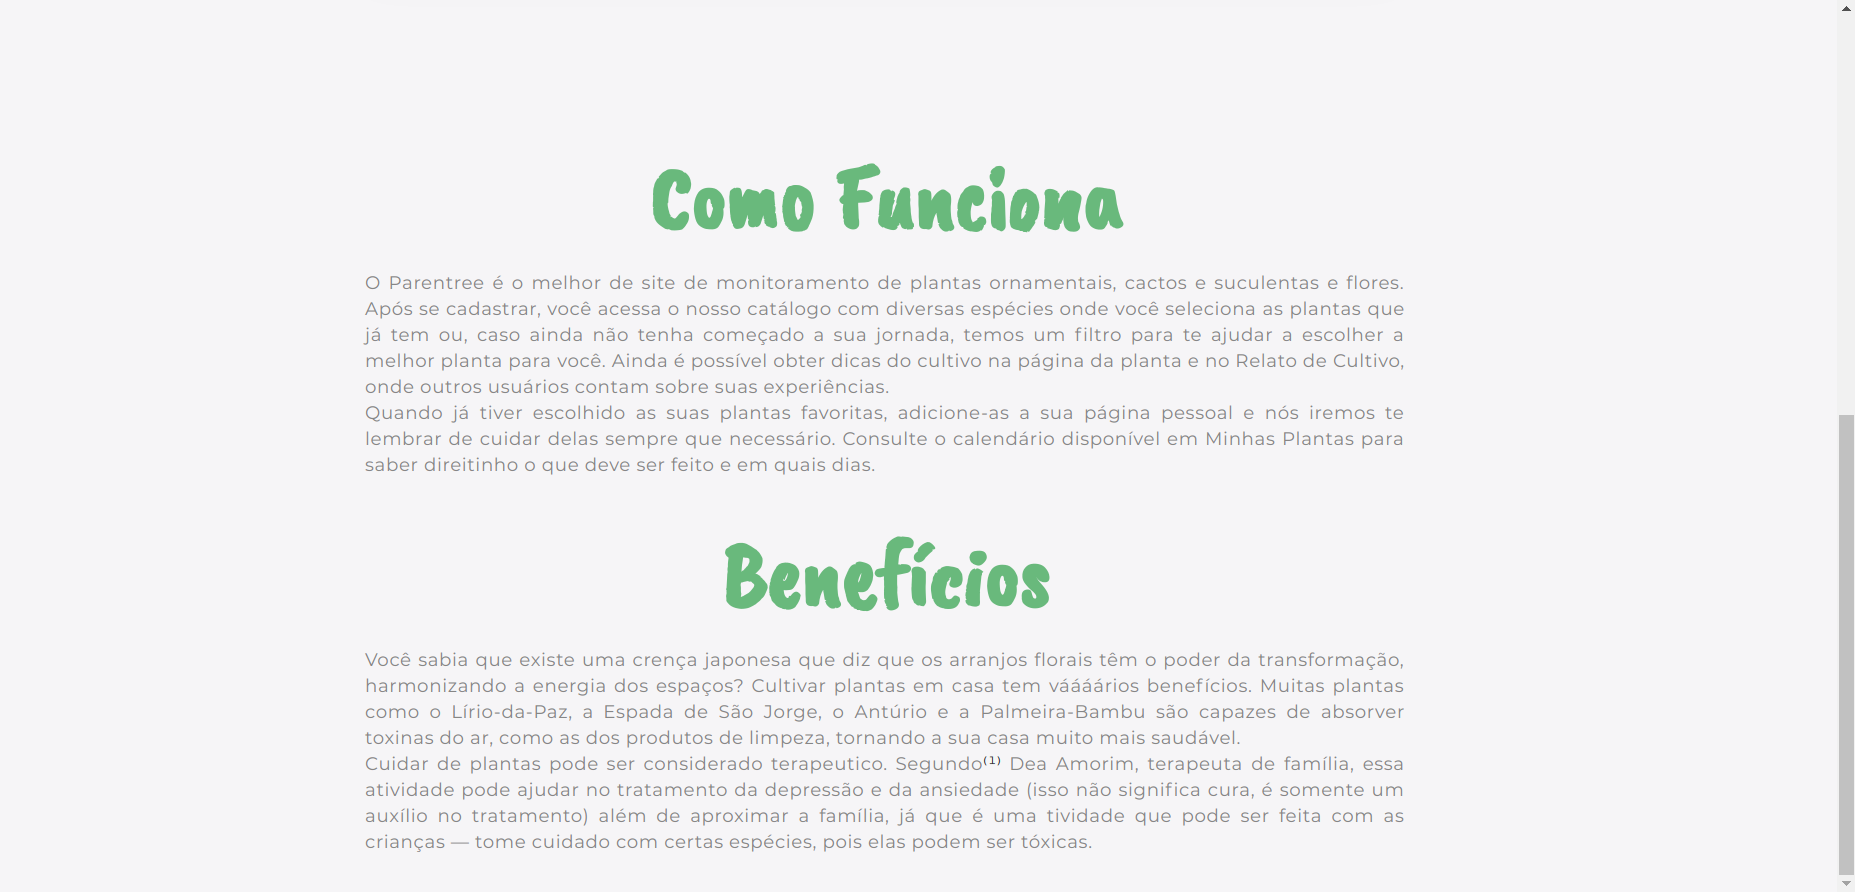 Como Funciona
O Parentree é o melhor de site de monitoramento de plantas ornamentais, cactos e suculentas e flores.
Após se cadastrar, você acessa o nosso catálogo com diversas espécies onde você seleciona as plantas que
já tem ou, caso ainda não tenha começado a sua jornada, temos um filtro para te ajudar a escolher a
melhor planta para você. Ainda é possível obter dicas do cultivo na página da planta e no Relato de Cultivo,
onde outros usuários contam sobre suas experiências.
Quando já tiver escolhido as suas plantas favoritas, adicione-as a sua página pessoal e nós iremos te
lembrar de cuidar delas sempre que necessário. Consulte o calendário disponível em Minhas Plantas para
saber direitinho o que deve ser feito e em quais dias.
Benefícios
Você sabia que existe uma crença japonesa que diz que os arranjos florais têm o poder da transformação,
harmonizando a energia dos espaços? Cultivar plantas em casa tem váááários benefícios. Muitas plantas
como o Lírio-da-Paz, a Espada de São Jorge, o Antúrio e a Palmeira-Bambu são capazes de absorver
toxinas do ar, como as dos produtos de limpeza, tornando a sua casa muito mais saudável.
Cuidar de plantas pode ser considerado terapeutico. Segundo⁽¹⁾ Dea Amorim, terapeuta de família, essa
atividade pode ajudar no tratamento da depressão e da ansiedade (isso não significa cura, é somente um
auxílio no tratamento) além de aproximar a família, já que é uma tividade que pode ser feita com as
crianças — tome cuidado com certas espécies, pois elas podem ser tóxicas.